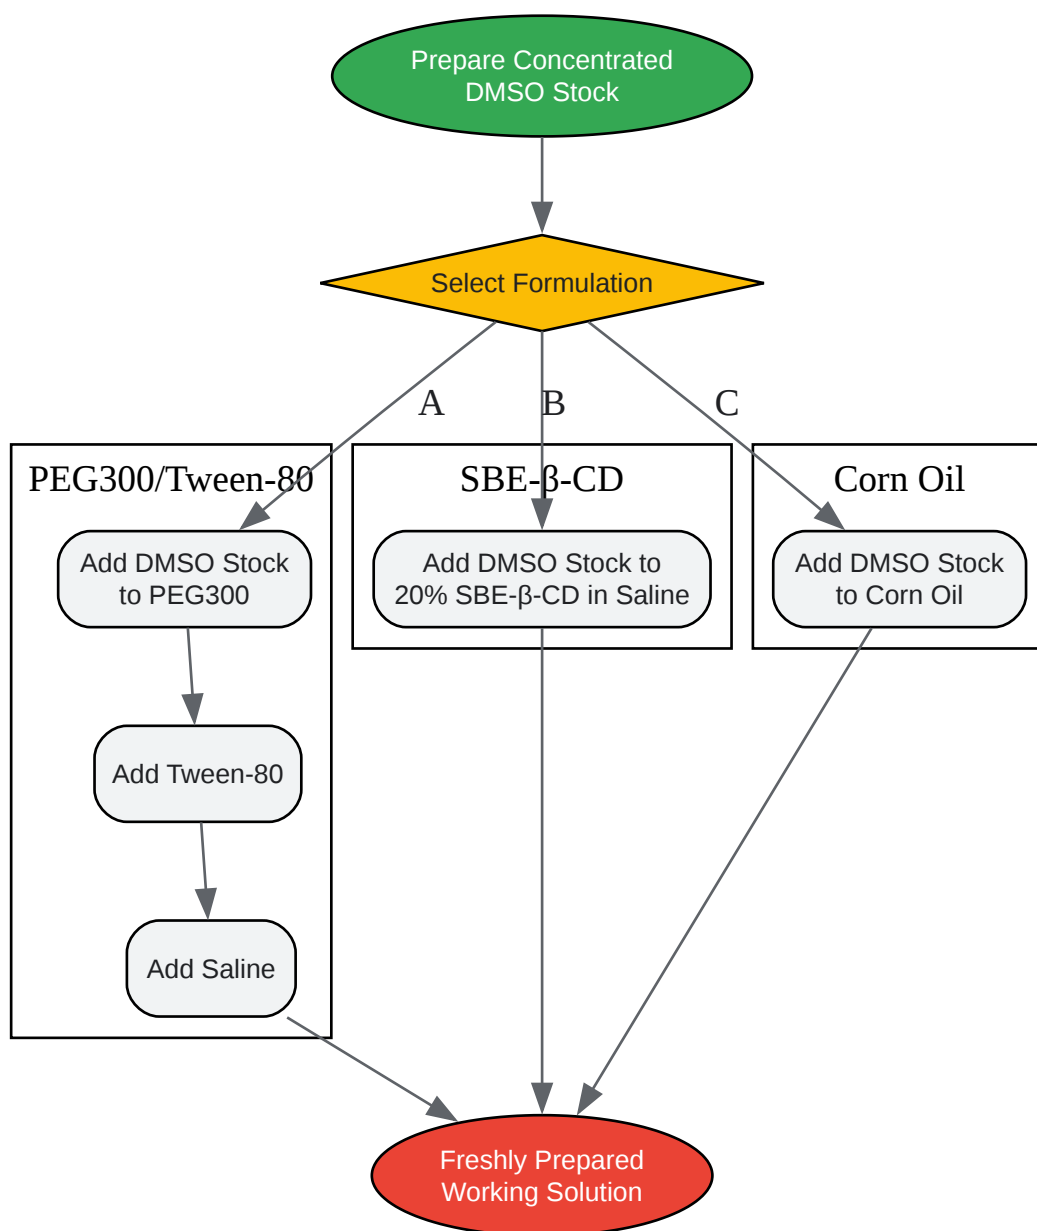 Prepare Concentrated
DMSO Stock
Select Formulation
A
B
C
PEG300/Tween-80
SBE-β-CD
Corn Oil
Add DMSO Stock
to PEG300
Add DMSO Stock to
20% SBE-β-CD in Saline
Add DMSO Stock
to Corn Oil
Add Tween-80
Add Saline
Freshly Prepared
Working Solution